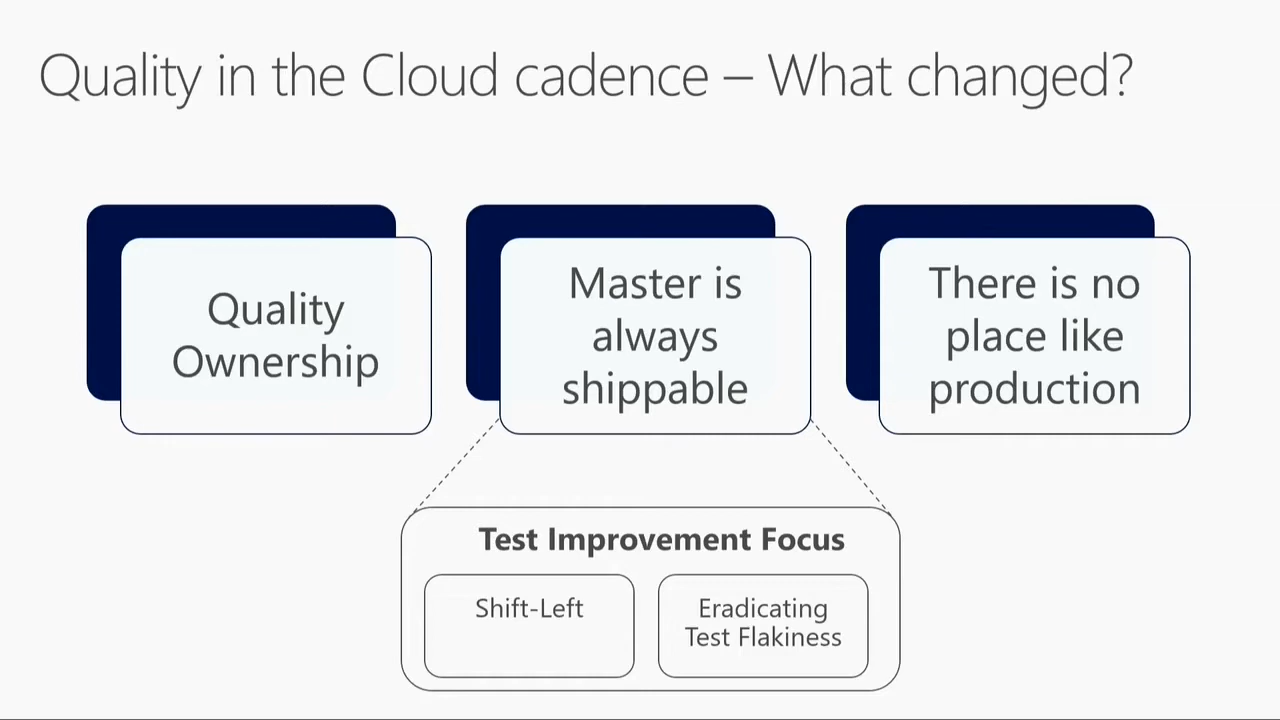 Quality in the Cloud cadence – What changed?
Quality
Ownership
Master is
always
shippable
There is no
place like
production
Test Improvement Focus
Shift-Left
Eradicating
Test Flakiness